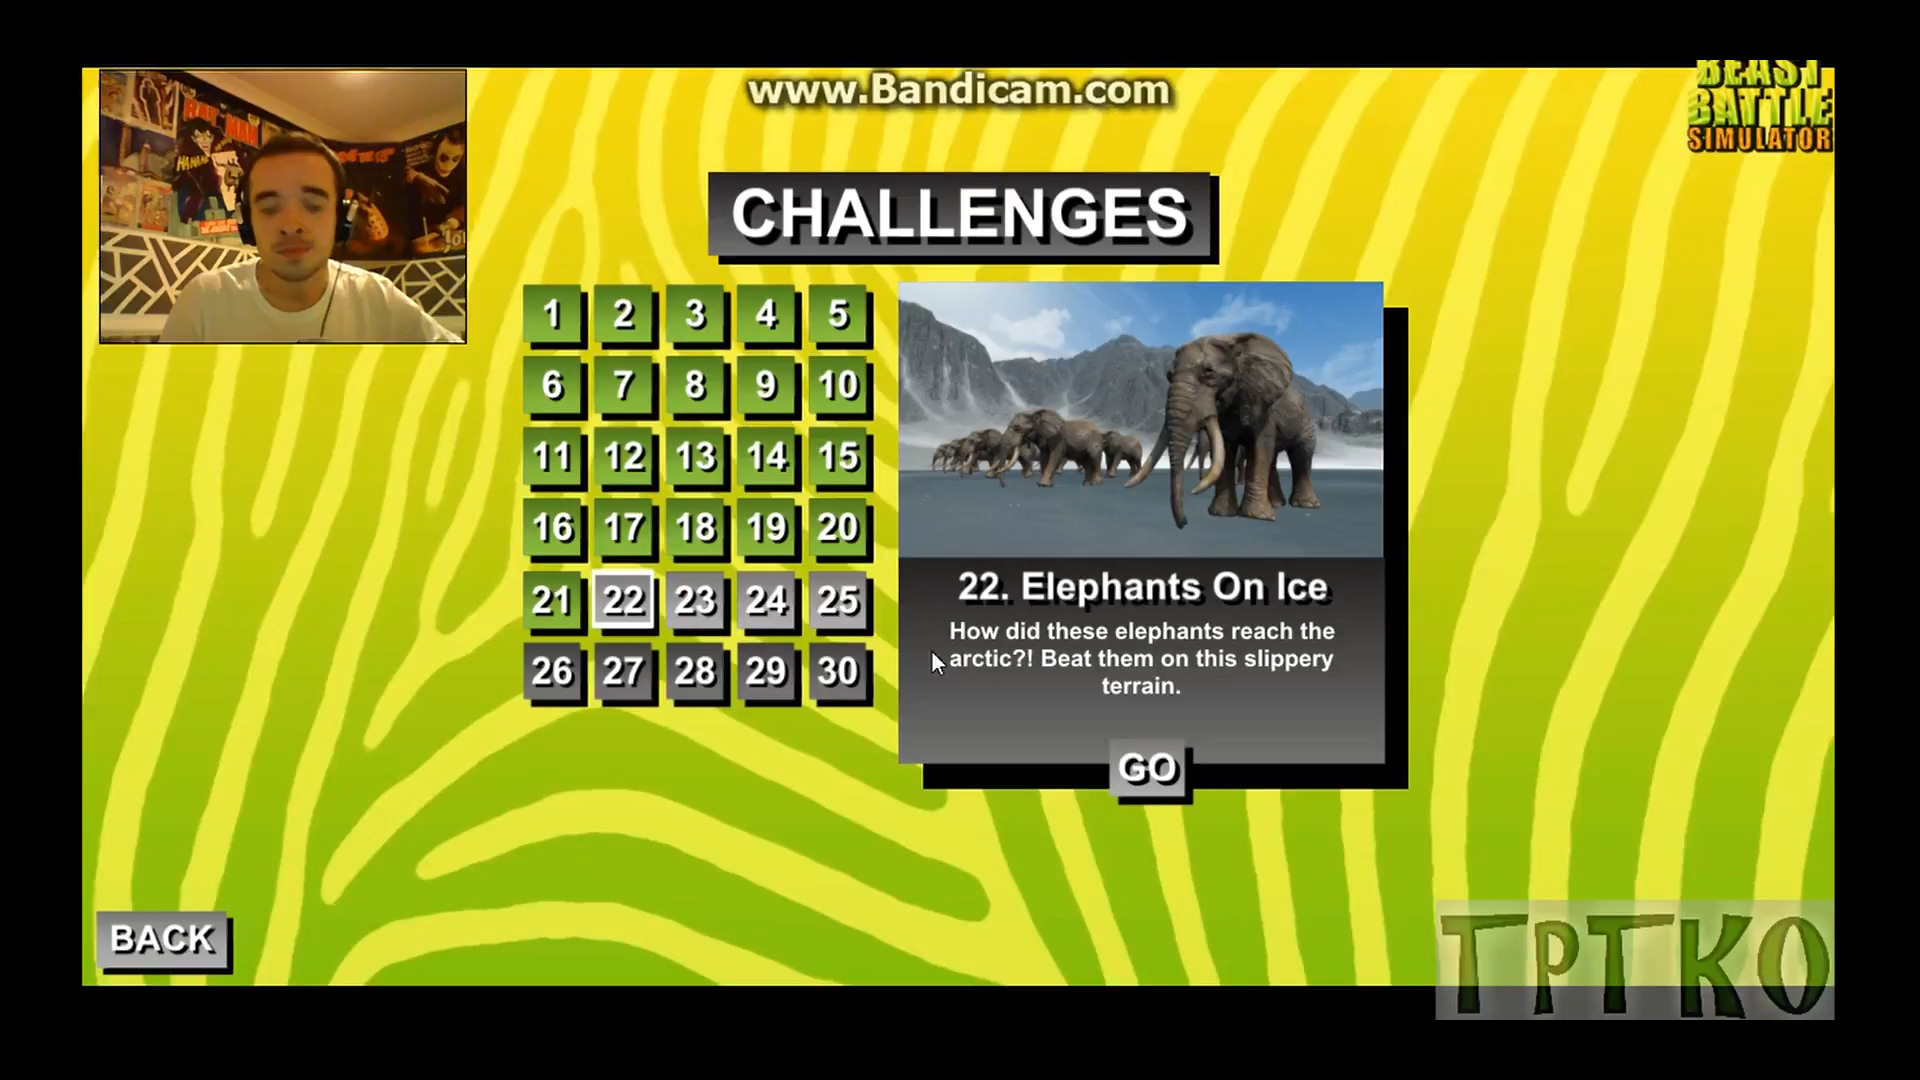 www.Bandicam.com
BEAST
BATTLE
SIMULATOR
BAT MAN
CHALLENGES
1 2 3 4 5
6 7 8 9 10
11 12 13 14 15
16 17 18 19 20
21 22 23 24 25
26 27 28 29 30
22. Elephants On Ice
How did these elephants reach the
arctic?! Beat them on this slippery
terrain.
GO
BACK
TPTKO